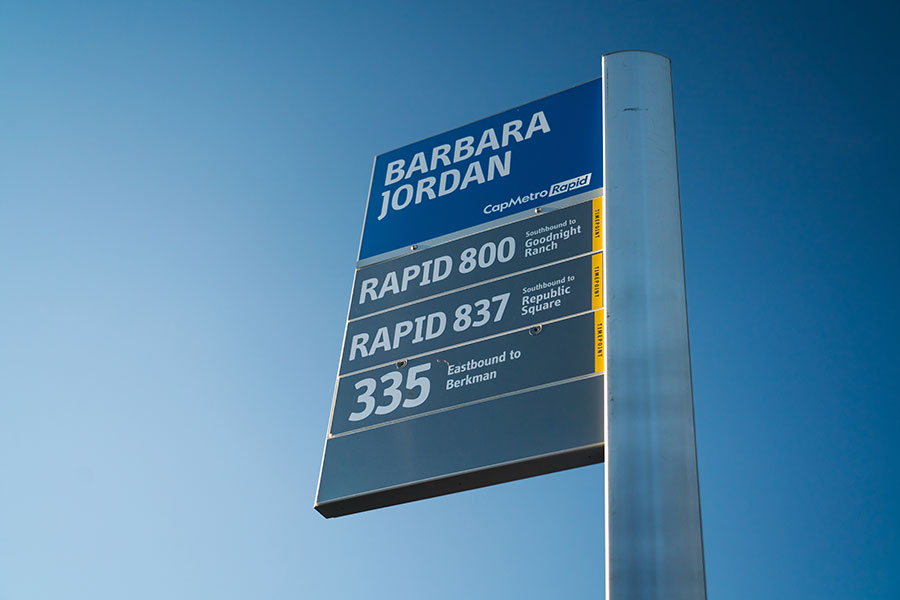 BARBARA
JORDAN
CapMetro Rapid
RAPID 800
Southbound to
Goodnight
Ranch
TIMEPOINT
RAPID 837
Southbound to
Republic
Square
TIMEPOINT
335
Eastbound to
Berkman
TIMEPOINT